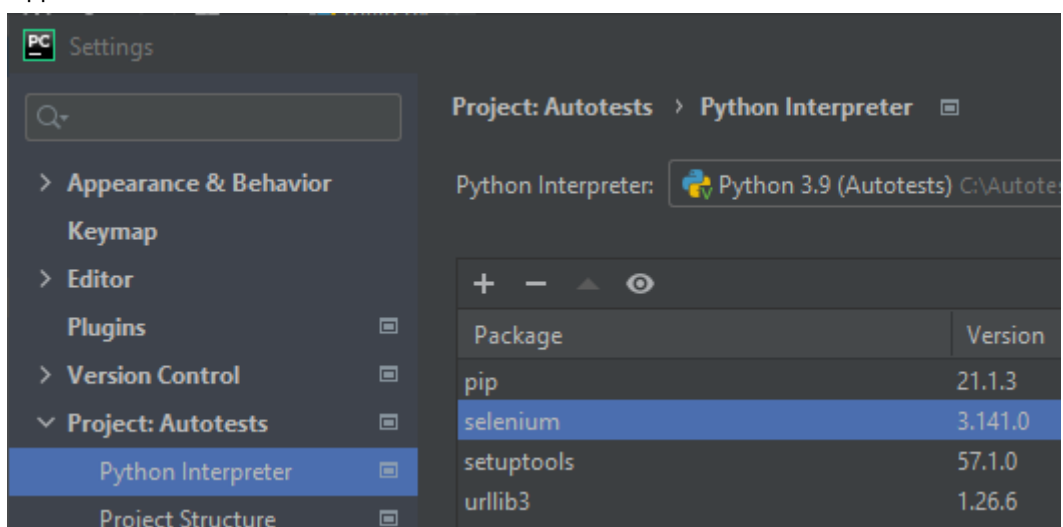 PC Settings
Project: Autotests › Python Interpreter
Appearance & Behavior
Python Interpreter: Python 3.9 (Autotests) C:\Autote
Keymap
Editor
Plugins
Package Version
Version Control
pip 21.1.3
Project: Autotests
selenium 3.141.0
Python Interpreter
setuptools 57.1.0
urllib3 1.26.6
Project Structure